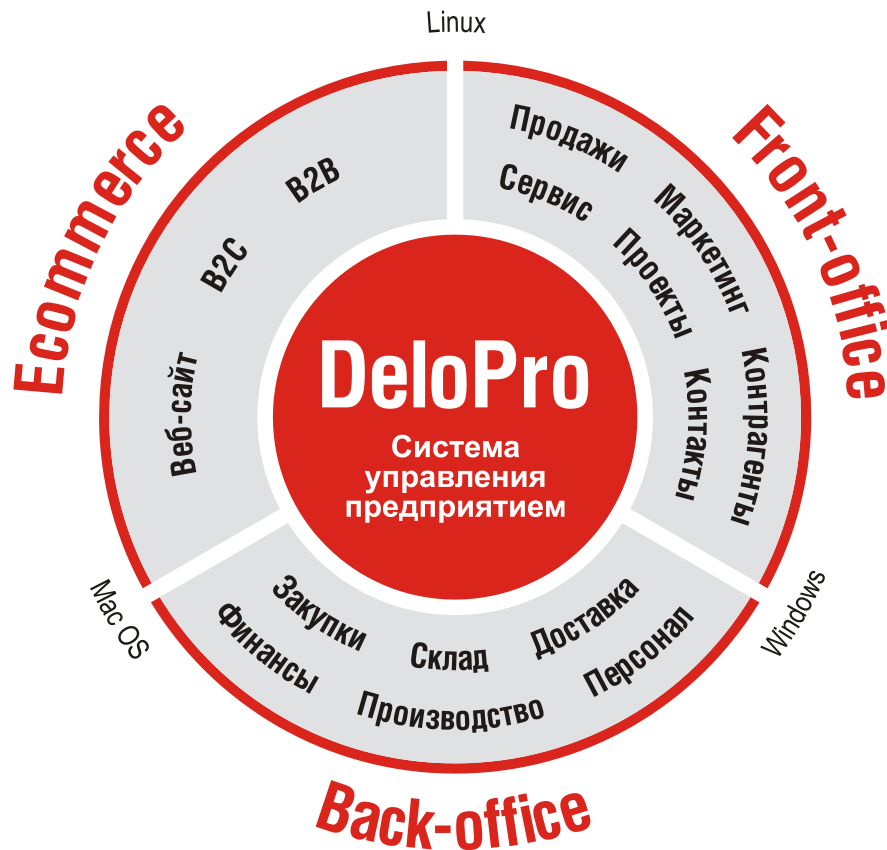 Linux
Ecommerce
B2B
B2C
Веб-сайт
Front-office
Продажи
Сервис
Маркетинг
Проекты
Контрагенты
Контакты
DeloPro
Система
управления
предприятием
Mac OS
Windows
Закупки
Склад
Доставка
Финансы
Производство
Персонал
Back-office